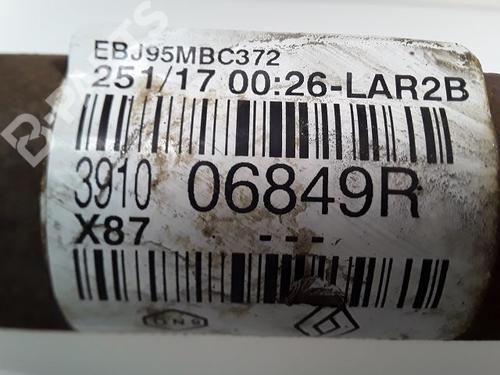 EBJ95MBC372
251/17 00:26-LAR2B
3910 06849R
X87 ---